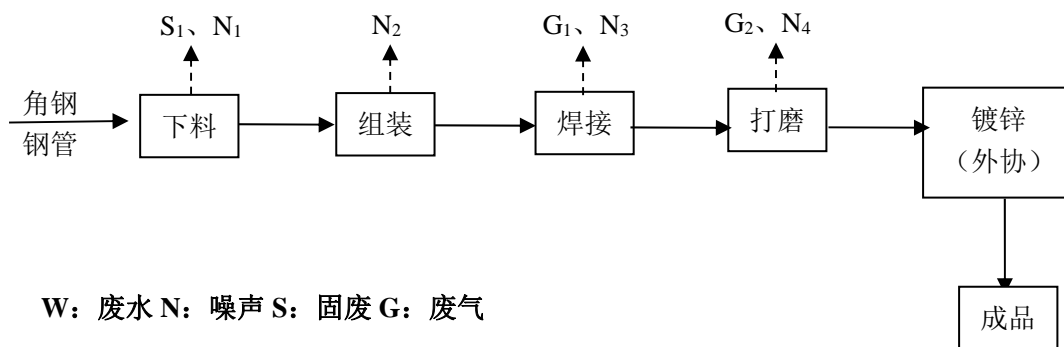 S₁、N₁
N₂
G₁、N₃
G₂、N₄
角钢
钢管
下料
组装
焊接
打磨
镀锌
（外协）
W：废水 N：噪声 S：固废 G：废气
成品